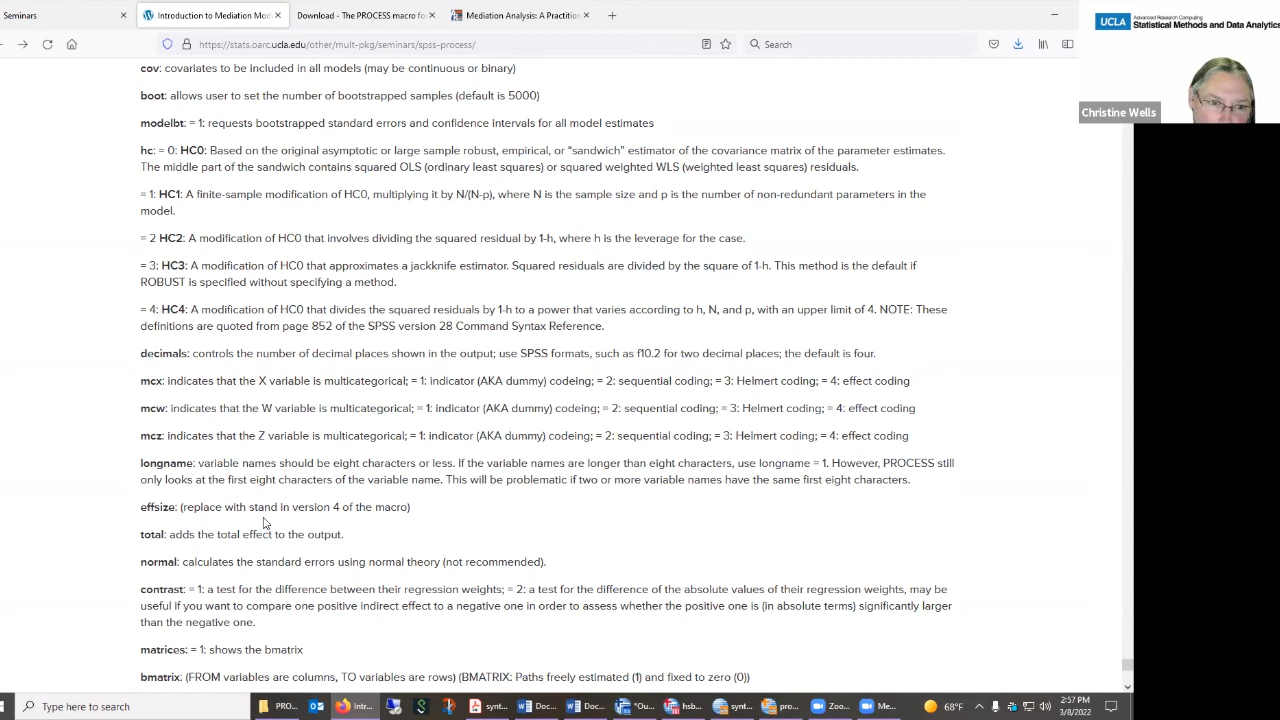 Seminars
Introduction to Mediation Mod
Download - The PROCESS macro fo
Mediation Analysis: A Practition
https://stats.oarc.ucla.edu/other/mult-pkg/seminars/spss-process/
Search
UCLA
Advanced Research Computing
Statistical Methods and Data Analytics
Christine Wells
cov: covariates to be included in all models (may be continuous or binary)
boot: allows user to set the number of bootstrapped samples (default is 5000)
modelbt: = 1: requests bootstrapped standard errors confidence intervals for all model estimates
hc: = 0: HC0: Based on the original asymptotic or large sample robust, empirical, or “sandwich” estimator of the covariance matrix of the parameter estimates.
The middle part of the sandwich contains squared OLS (ordinary least squares) or squared weighted WLS (weighted least squares) residuals.
= 1: HC1: A finite-sample modification of HC0, multiplying it by N/(N-p), where N is the sample size and p is the number of non-redundant parameters in the
model.
= 2 HC2: A modification of HC0 that involves dividing the squared residual by 1-h, where h is the leverage for the case.
= 3: HC3: A modification of HC0 that approximates a jackknife estimator. Squared residuals are divided by the square of 1-h. This method is the default if
ROBUST is specified without specifying a method.
= 4: HC4: A modification of HC0 that divides the squared residuals by 1-h to a power that varies according to h, N, and p, with an upper limit of 4. NOTE: These
definitions are quoted from page 852 of the SPSS version 28 Command Syntax Reference.
decimals: controls the number of decimal places shown in the output; use SPSS formats, such as f10.2 for two decimal places; the default is four.
mcx: indicates that the X variable is multicategorical; = 1: indicator (AKA dummy) codeing; = 2: sequential coding; = 3: Helmert coding; = 4: effect coding
mcw: indicates that the W variable is multicategorical; = 1: indicator (AKA dummy) codeing; = 2: sequential coding; = 3: Helmert coding; = 4: effect coding
mcz: indicates that the Z variable is multicategorical; = 1: indicator (AKA dummy) codeing; = 2: sequential coding; = 3: Helmert coding; = 4: effect coding
longname: variable names should be eight characters or less. If the variable names are longer than eight characters, use longname = 1. However, PROCESS still
only looks at the first eight characters of the variable name. This will be problematic if two or more variable names have the same first eight characters.
effsize: (replace with stand in version 4 of the macro)
total: adds the total effect to the output.
normal: calculates the standard errors using normal theory (not recommended).
contrast: = 1: a test for the difference between their regression weights; = 2: a test for the difference of the absolute values of their regression weights, may be
useful if you want to compare one positive indirect effect to a negative one in order to assess whether the positive one is (in absolute terms) significantly larger
than the negative one.
matrices: = 1: shows the bmatrix
bmatrix: (FROM variables are columns, TO variables are rows) (BMATRIX: Paths freely estimated (1) and fixed to zero (0))
Type here to search
PRO...
Intr...
synt...
Doc...
Doc...
*Ou...
hsb...
synt...
pro...
Zoo...
Me...
68°F
2:57 PM
3/8/2022